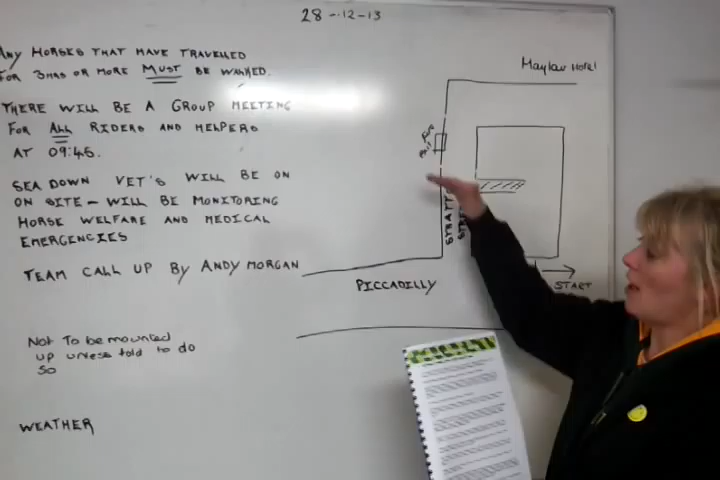 28-12-13
Any Horses that have travelled
for 3hrs or more Must be walked.
There will be a Group meeting
for All riders and helpers
at 09:45.
Sea Down Vet's will be on
on site – will be monitoring
horse welfare and medical
emergencies
Team call up by Andy Morgan
Not To be mounted
up unless told to do
so
Weather
Mayfair Hotel
Piccadilly
Start